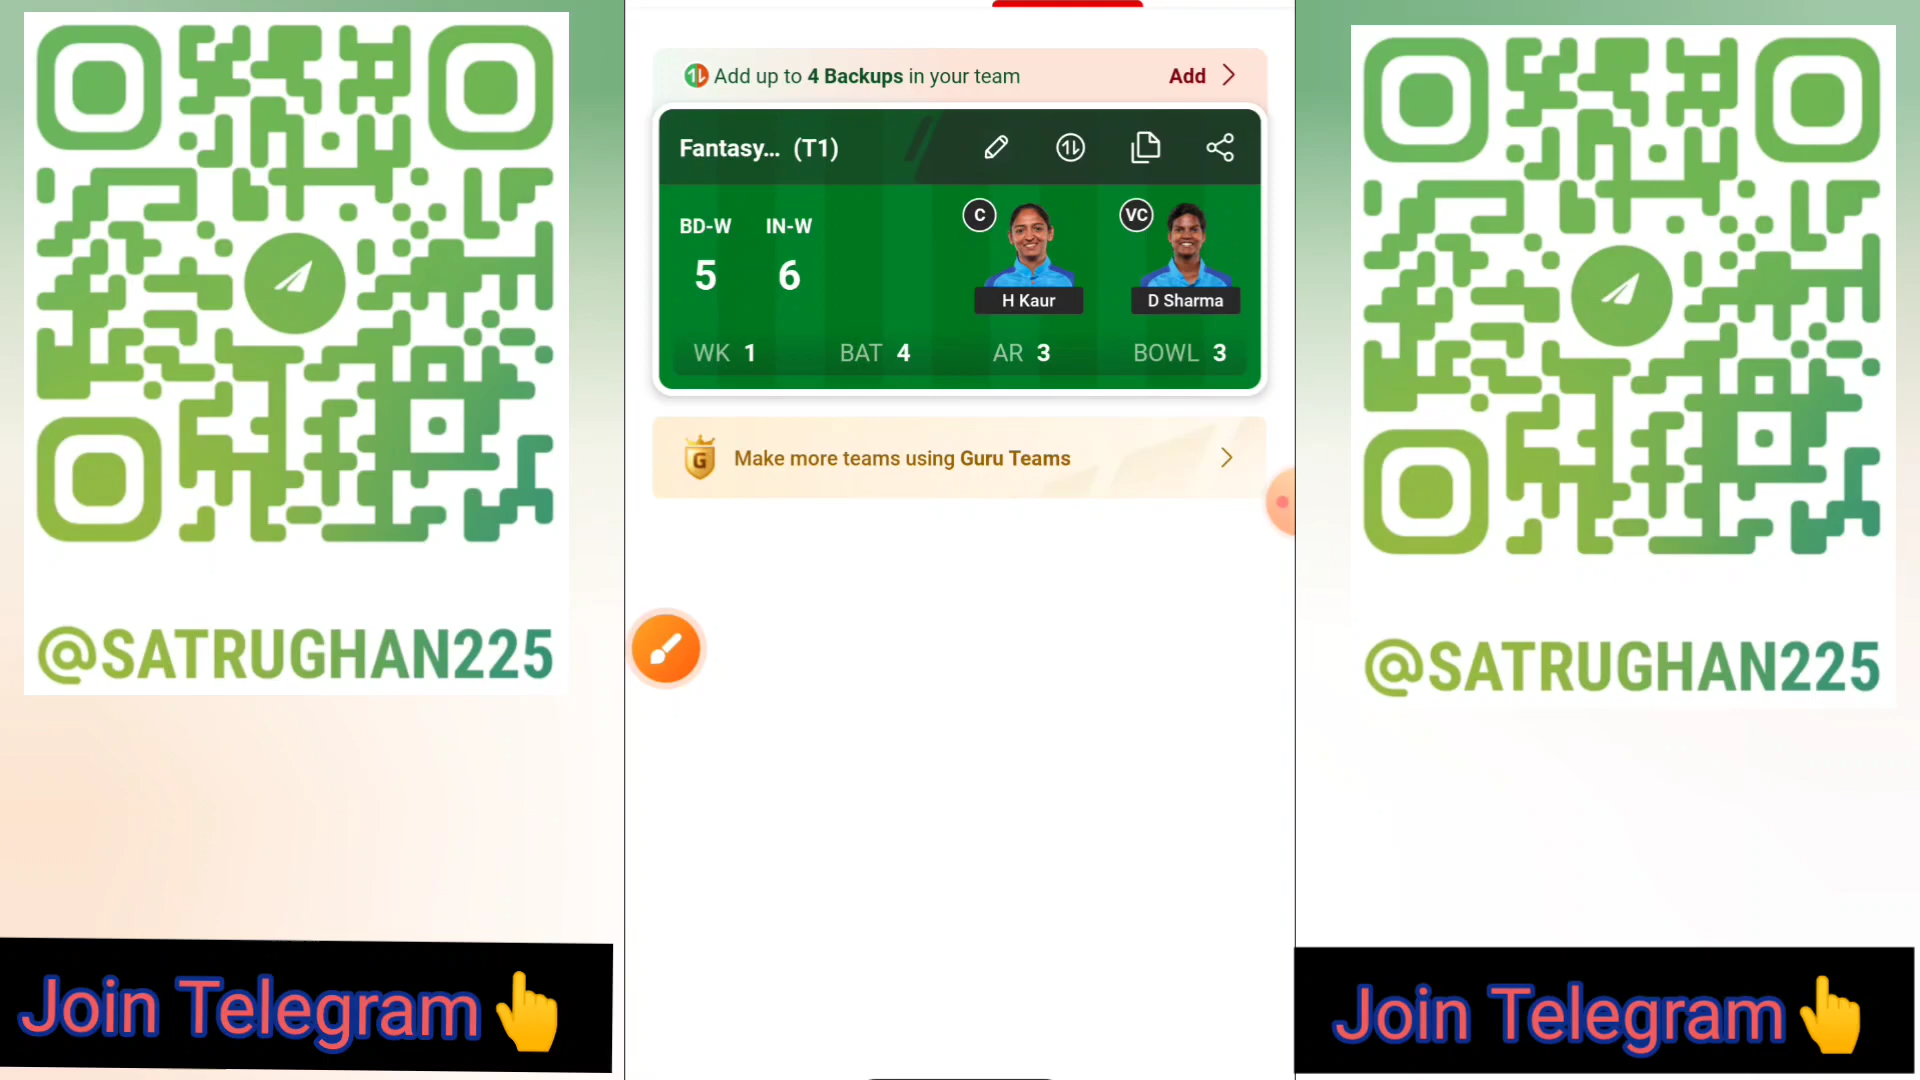 Add up to 4 Backups in your team Add
Fantasy... (T1)
C VC
BD-W IN-W
5 6
H Kaur D Sharma
WK 1 BAT 4 AR 3 BOWL 3
G Make more teams using Guru Teams
@SATRUGHAN225
@SATRUGHAN225
Join Telegram
Join Telegram